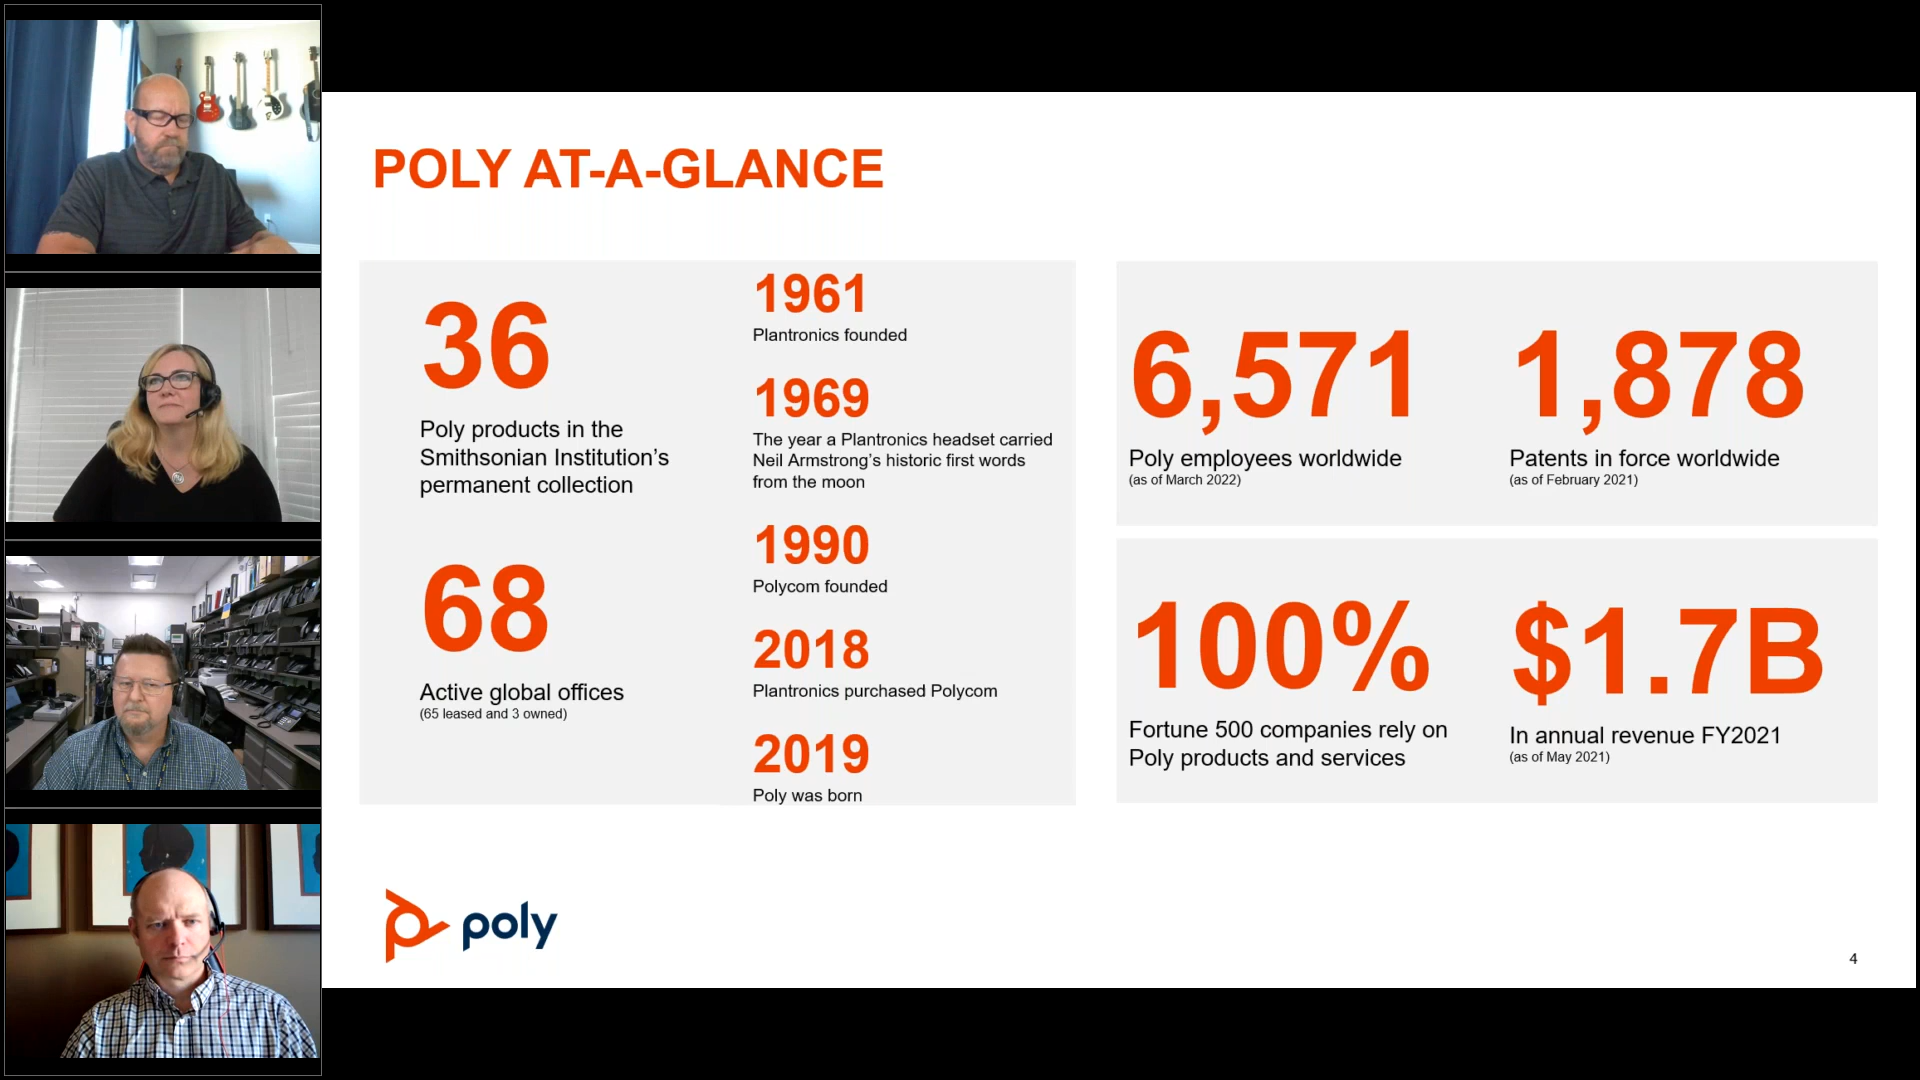 POLY AT-A-GLANCE
36
Poly products in the
Smithsonian Institution’s
permanent collection
68
Active global offices
(65 leased and 3 owned)
1961
Plantronics founded
1969
The year a Plantronics headset carried
Neil Armstrong’s historic first words
from the moon
1990
Polycom founded
2018
Plantronics purchased Polycom
2019
Poly was born
6,571
Poly employees worldwide
(as of March 2022)
1,878
Patents in force worldwide
(as of February 2021)
100%
Fortune 500 companies rely on
Poly products and services
$1.7B
In annual revenue FY2021
(as of May 2021)
poly
4